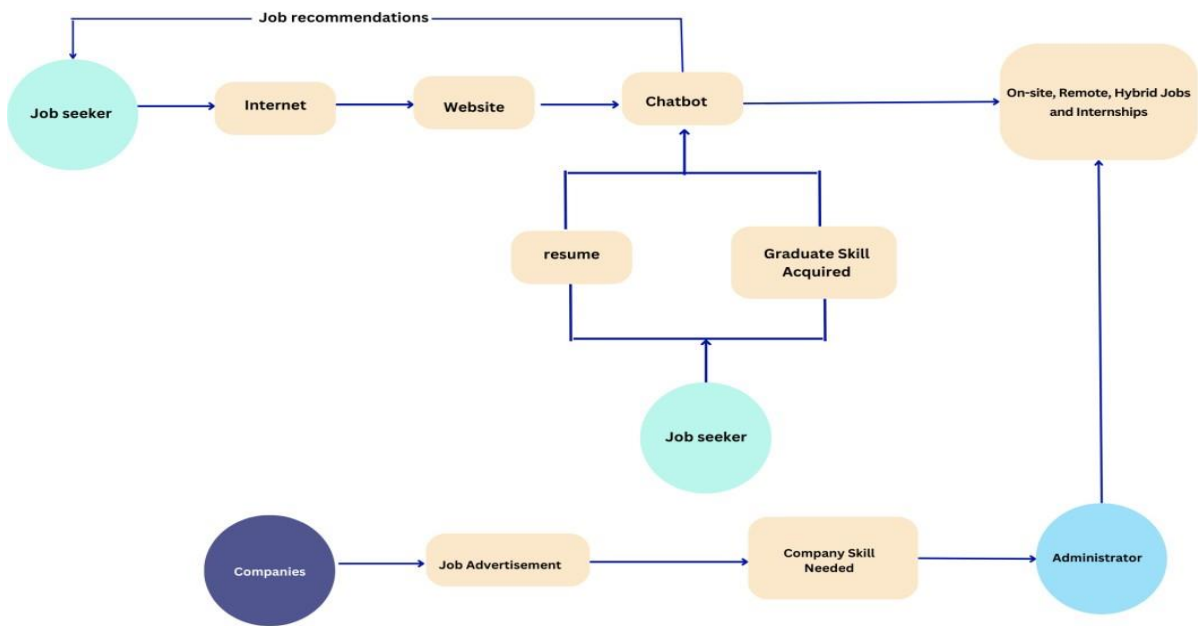 Job recommendations
Job seeker
Internet
Website
Chatbot
On-site, Remote, Hybrid Jobs
and Internships
resume
Graduate Skill
Acquired
Job seeker
Companies
Job Advertisement
Company Skill
Needed
Administrator